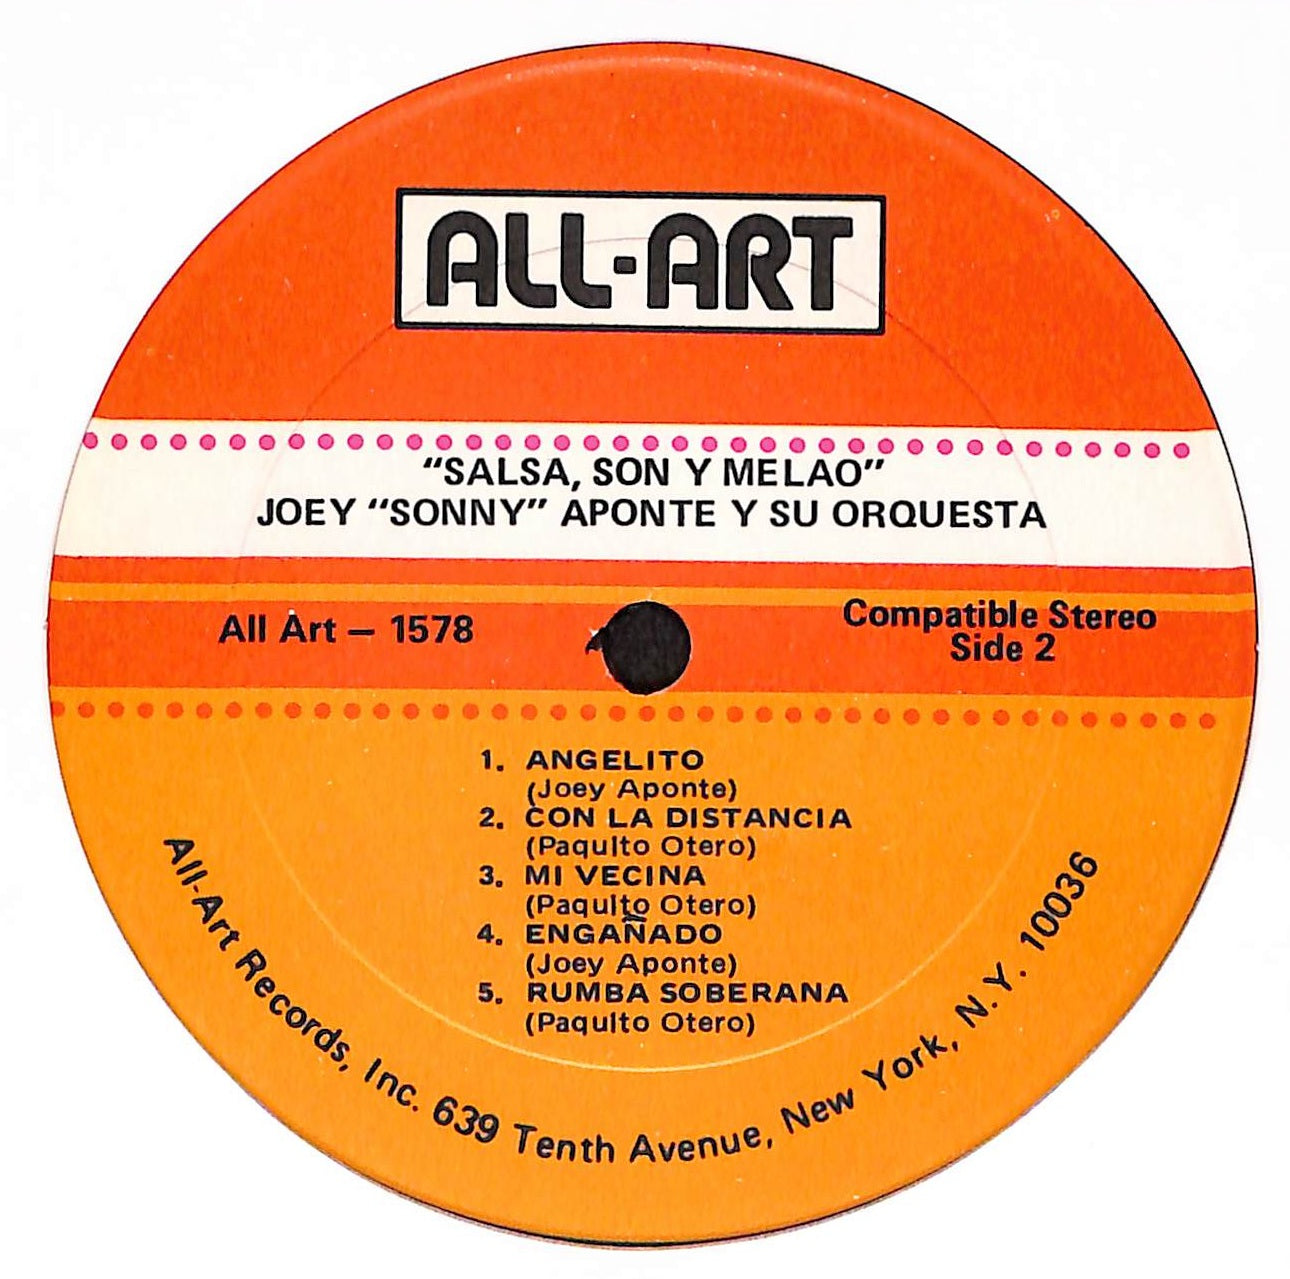 ALL-ART
“SALSA, SON Y MELAO”
JOEY “SONNY” APONTE Y SU ORQUESTA
All Art – 1578
Compatible Stereo
Side 2
1. ANGELITO
(Joey Aponte)
2. CON LA DISTANCIA
(Paquito Otero)
3. MI VECINA
(Paquito Otero)
4. ENGAÑADO
(Joey Aponte)
5. RUMBA SOBERANA
(Paquito Otero)
All-Art Records, Inc. 639 Tenth Avenue, New York, N.Y. 10036